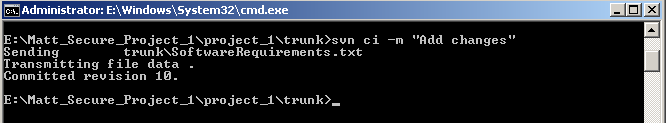 Administrator: E:\Windows\System32\cmd.exe
E:\Matt_Secure_Project_1\project_1\trunk>svn ci -m "Add changes"
Sending        trunk\SoftwareRequirements.txt
Transmitting file data .
Committed revision 10.
E:\Matt_Secure_Project_1\project_1\trunk>_